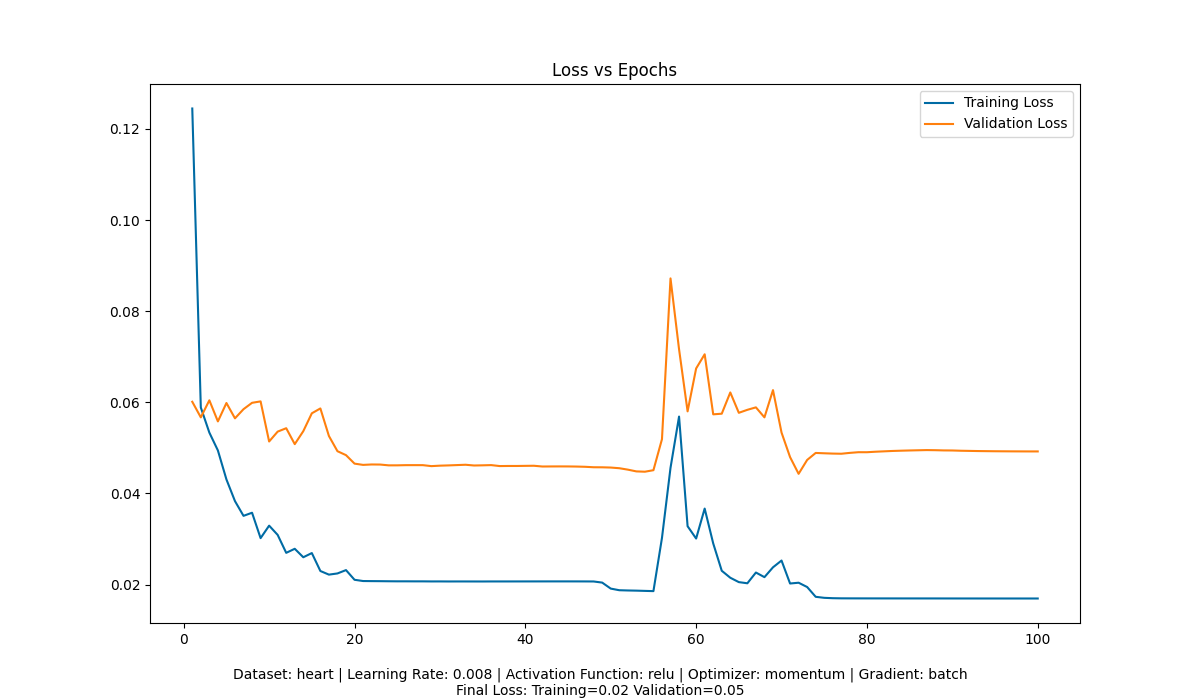 Loss vs Epochs
Training Loss
Validation Loss
0.12
0.10
0.08
0.06
0.04
0.02
0 20 40 60 80 100
Dataset: heart | Learning Rate: 0.008 | Activation Function: relu | Optimizer: momentum | Gradient: batch
Final Loss: Training=0.02 Validation=0.05